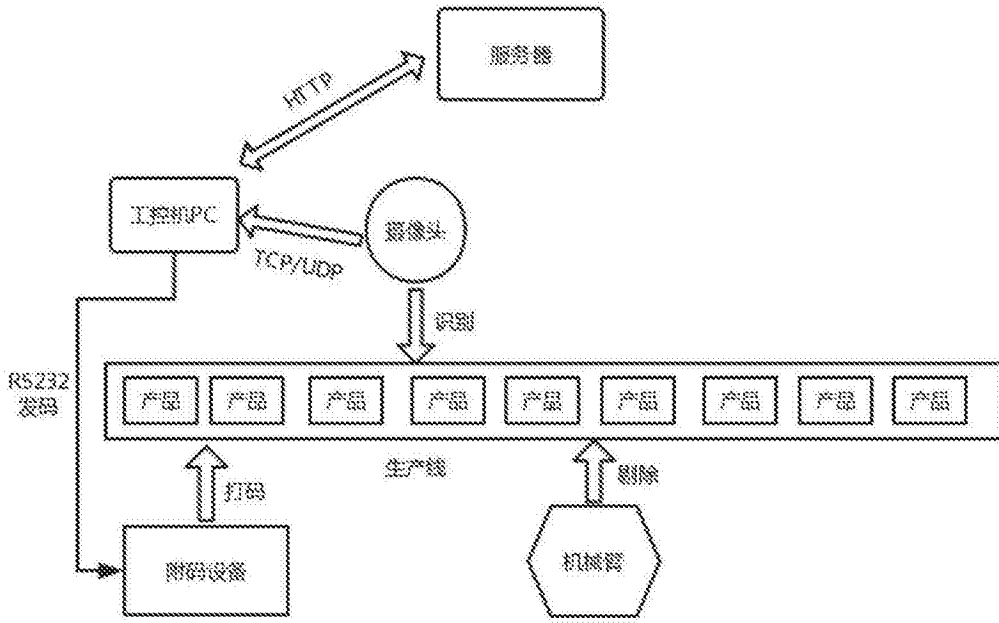 服务器
HTTP
工控机PC
摄像头
TCP/UDP
识别
RS232
发码
产品 产品 产品 产品 产品 产品 产品 产品 产品
生产线
剔除
打码
附码设备
机械臂